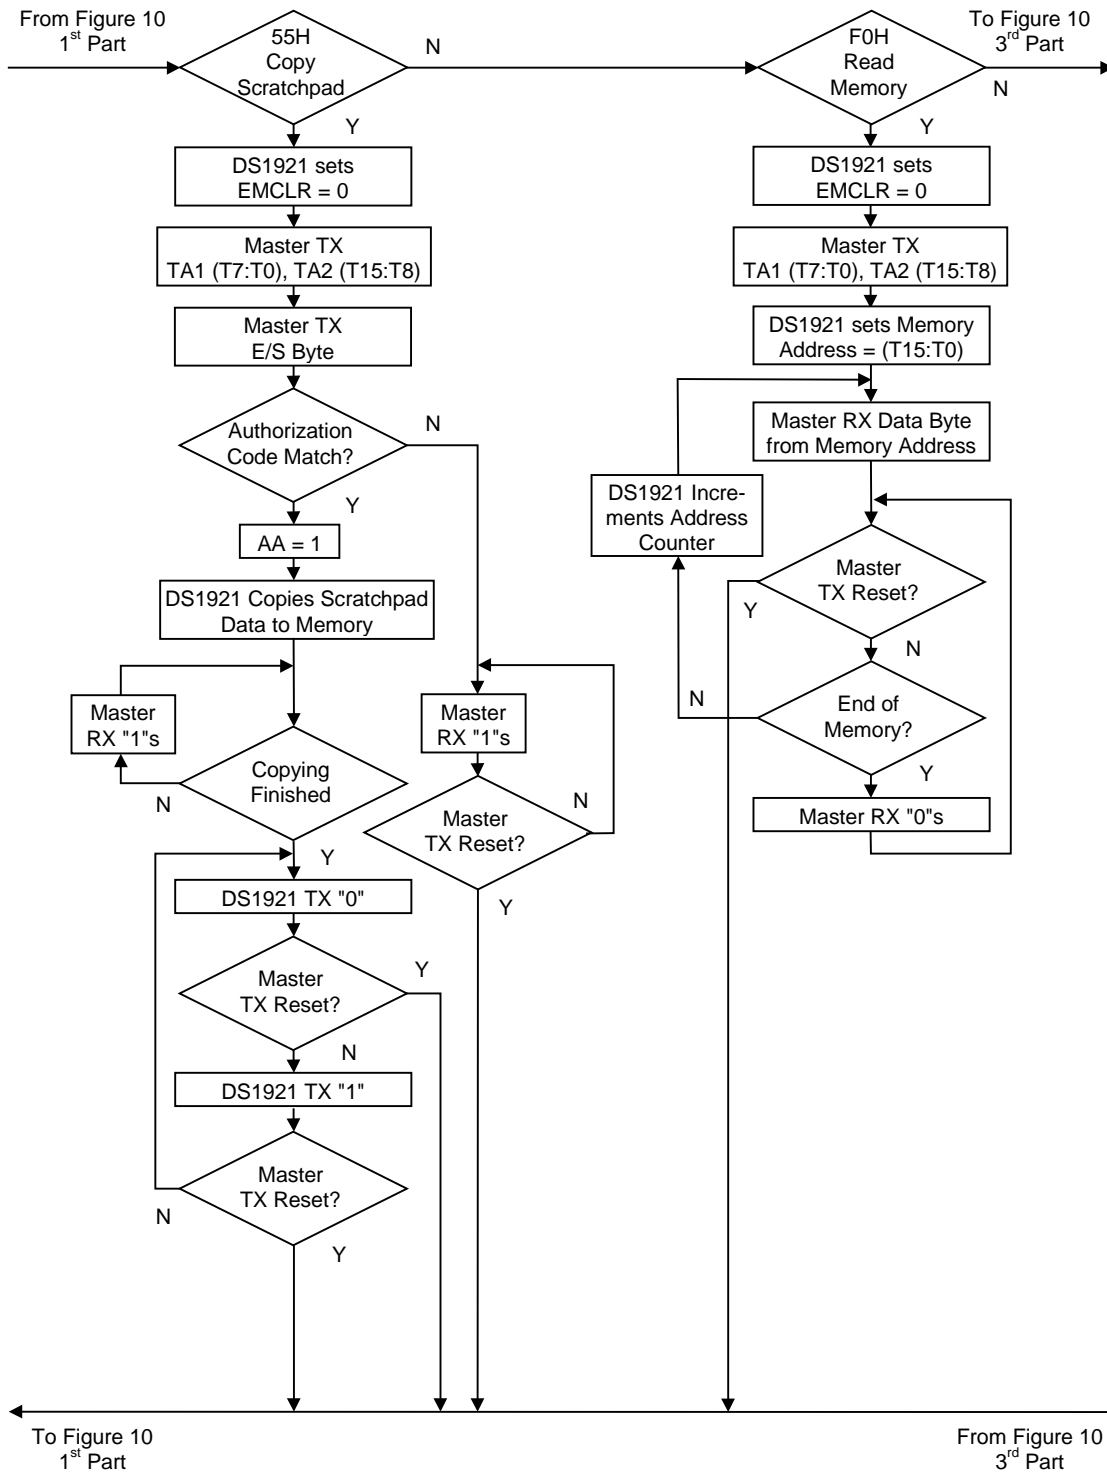 From Figure 10
1st Part
55H
Copy
Scratchpad
N
Y
F0H
Read
Memory
To Figure 10
3rd Part
N
Y
DS1921 sets
EMCLR = 0
Master TX
TA1 (T7:T0), TA2 (T15:T8)
Master TX
E/S Byte
Authorization
Code Match?
N
Y
AA = 1
DS1921 Copies Scratchpad
Data to Memory
Master
RX "1"s
N
Copying
Finished
Y
DS1921 TX "0"
Master
TX Reset?
Y
N
DS1921 TX "1"
Master
TX Reset?
N
Y
Master
RX "1"s
Master
TX Reset?
N
Y
DS1921 sets
EMCLR = 0
Master TX
TA1 (T7:T0), TA2 (T15:T8)
DS1921 sets Memory
Address = (T15:T0)
Master RX Data Byte
from Memory Address
DS1921 Incre-
ments Address
Counter
Master
TX Reset?
Y
N
End of
Memory?
N
Y
Master RX "0"s
To Figure 10
1st Part
From Figure 10
3rd Part